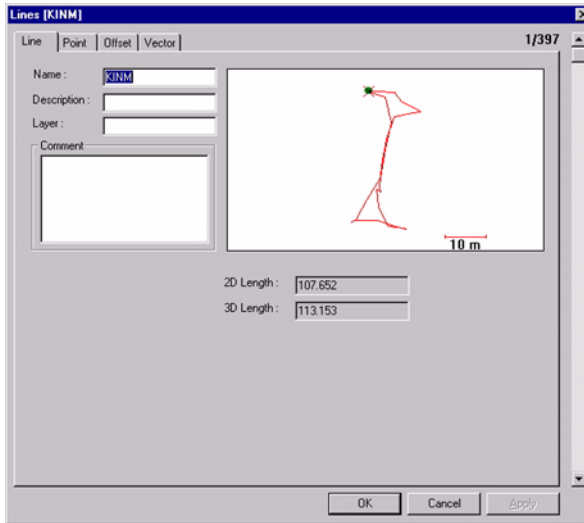 Lines [KINM]
Line Point Offset Vector 1/397
Name : KINM
Description :
Layer :
Comment
10 m
2D Length : 107.652
3D Length : 113.153
OK Cancel Apply